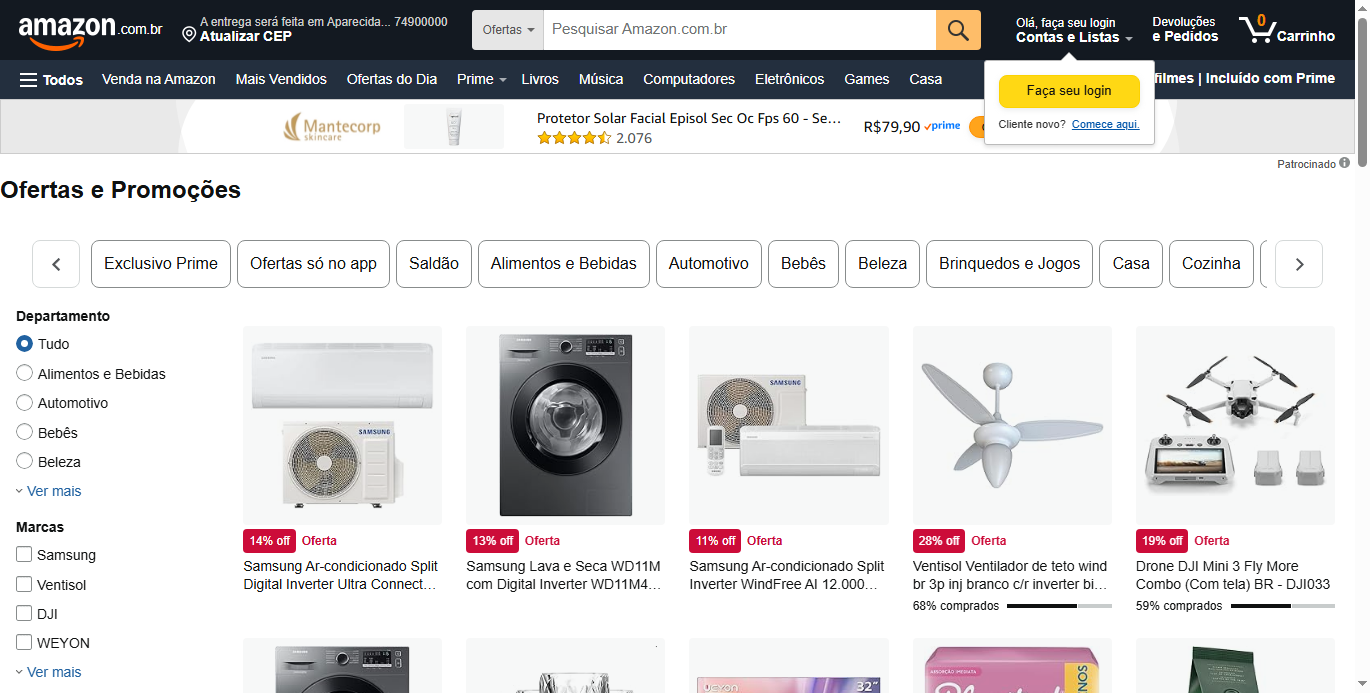 amazon.com.br
A entrega será feita em Aparecida... 74900000
Atualizar CEP
Ofertas
Pesquisar Amazon.com.br
Olá, faça seu login
Contas e Listas
Devoluções
e Pedidos
0
Carrinho
Todos
Venda na Amazon
Mais Vendidos
Ofertas do Dia
Prime
Livros
Música
Computadores
Eletrônicos
Games
Casa
filmes | Incluído com Prime
Faça seu login
Cliente novo? Comece aqui.
Mantecorp
skincare
Protetor Solar Facial Episol Sec Oc Fps 60 - Se...
2.076
R$79,90 prime
Patrocinado
Ofertas e Promoções
Exclusivo Prime
Ofertas só no app
Saldão
Alimentos e Bebidas
Automotivo
Bebês
Beleza
Brinquedos e Jogos
Casa
Cozinha
Departamento
Tudo
Alimentos e Bebidas
Automotivo
Bebês
Beleza
Ver mais
Marcas
Samsung
Ventisol
DJI
WEYON
Ver mais
SAMSUNG
14% off Oferta
Samsung Ar-condicionado Split
Digital Inverter Ultra Connect...
13% off Oferta
Samsung Lava e Seca WD11M
com Digital Inverter WD11M4...
SAMSUNG
11% off Oferta
Samsung Ar-condicionado Split
Inverter WindFree AI 12.000...
28% off Oferta
Ventisol Ventilador de teto wind
br 3p inj branco c/r inverter bi...
68% comprados
19% off Oferta
Drone DJI Mini 3 Fly More
Combo (Com tela) BR - DJI033
59% comprados
weyon
32"
ABSORÇÃO IMEDIATA